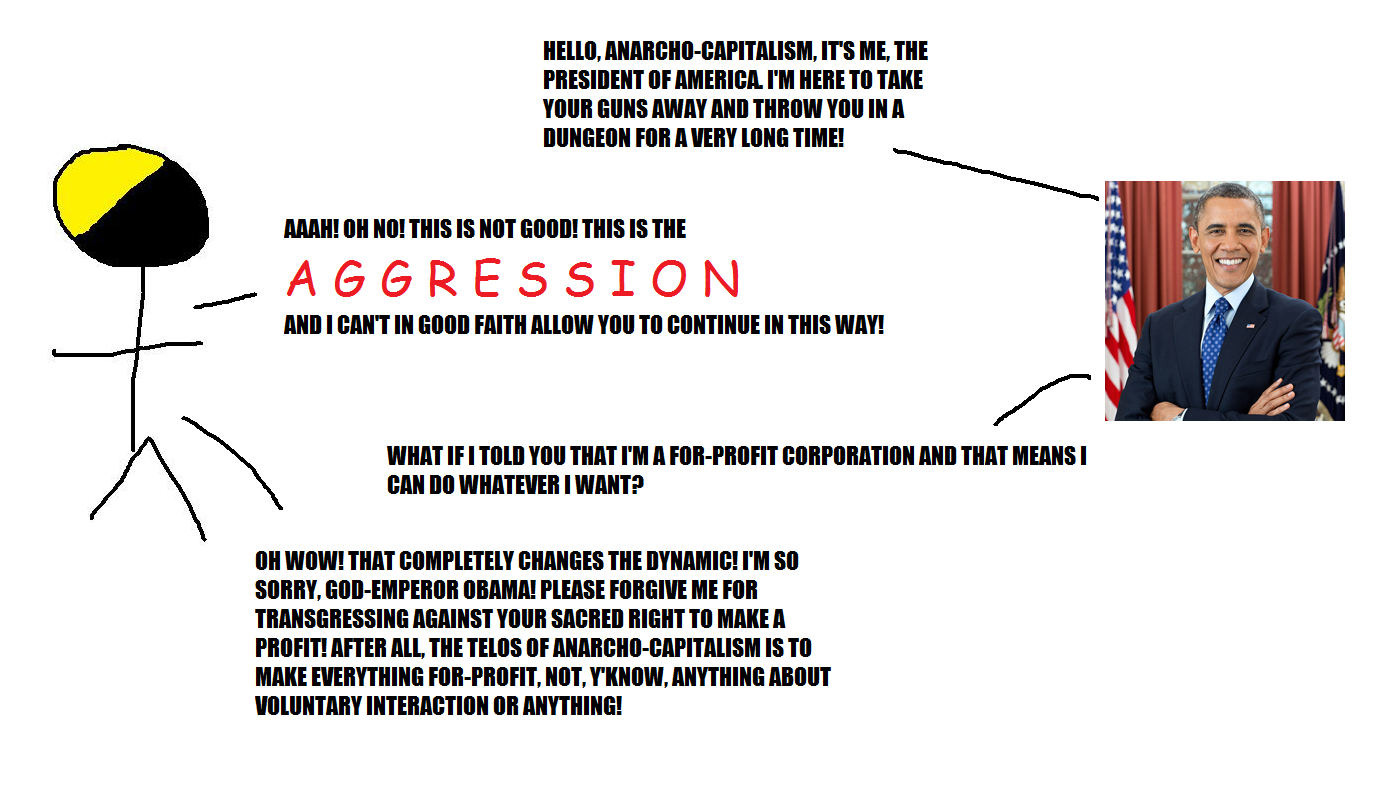 HELLO, ANARCHO-CAPITALISM, IT'S ME, THE
PRESIDENT OF AMERICA. I'M HERE TO TAKE
YOUR GUNS AWAY AND THROW YOU IN A
DUNGEON FOR A VERY LONG TIME!
AAAH! OH NO! THIS IS NOT GOOD! THIS IS THE
A G G R E S S I O N
AND I CAN'T IN GOOD FAITH ALLOW YOU TO CONTINUE IN THIS WAY!
WHAT IF I TOLD YOU THAT I'M A FOR-PROFIT CORPORATION AND THAT MEANS I
CAN DO WHATEVER I WANT?
OH WOW! THAT COMPLETELY CHANGES THE DYNAMIC! I'M SO
SORRY, GOD-EMPEROR OBAMA! PLEASE FORGIVE ME FOR
TRANSGRESSING AGAINST YOUR SACRED RIGHT TO MAKE A
PROFIT! AFTER ALL, THE TELOS OF ANARCHO-CAPITALISM IS TO
MAKE EVERYTHING FOR-PROFIT, NOT, Y'KNOW, ANYTHING ABOUT
VOLUNTARY INTERACTION OR ANYTHING!